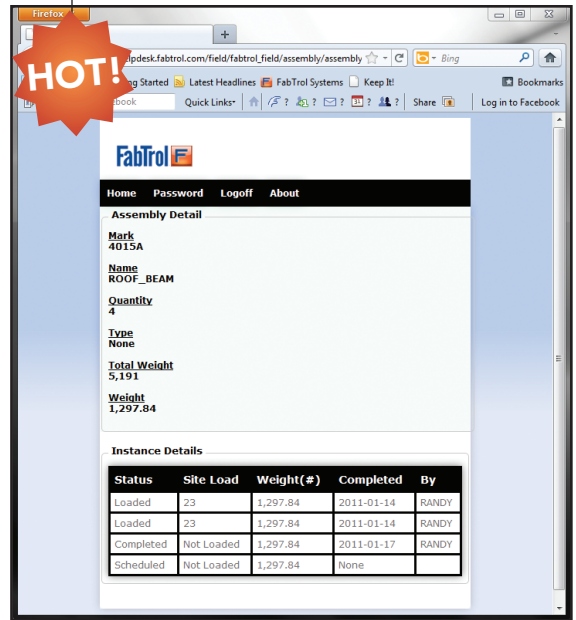 Firefox
HOT!
lpdesk.fabtrol.com/field/fabtrol_field/assembly/assembly
Bing
ng Started Latest Headlines FabTrol Systems Keep It! Bookmarks
ebook Quick Links ? ? ? ? ? Share Log in to Facebook
FabTrol F
Home Password Logoff About
Assembly Detail
Mark
4015A
Name
ROOF_BEAM
Quantity
4
Type
None
Total Weight
5,191
Weight
1,297.84
Instance Details
Status Site Load Weight(#) Completed By
Loaded 23 1,297.84 2011-01-14 RANDY
Loaded 23 1,297.84 2011-01-14 RANDY
Completed Not Loaded 1,297.84 2011-01-17 RANDY
Scheduled Not Loaded 1,297.84 None